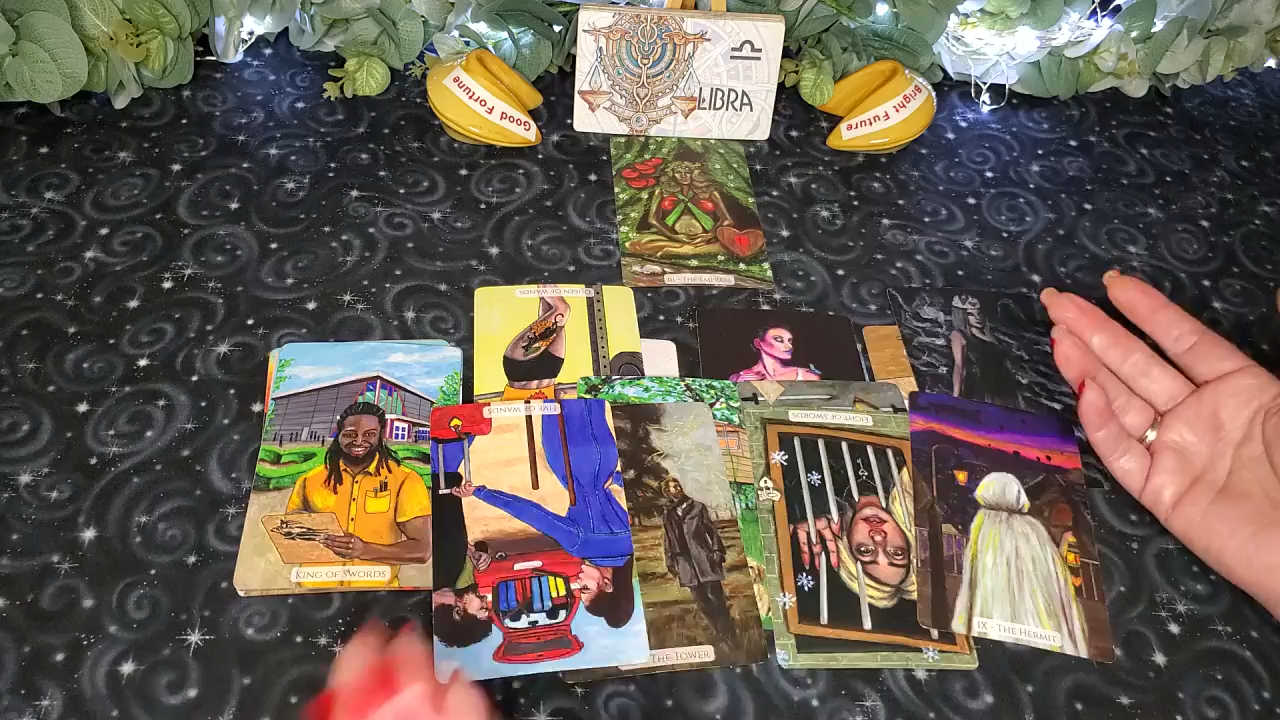 LIBRA
Good Fortune
Bright Future
III - THE EMPRESS
QUEEN OF WANDS
FIVE OF WANDS
EIGHT OF SWORDS
KING OF SWORDS
THE TOWER
IX - THE HERMIT